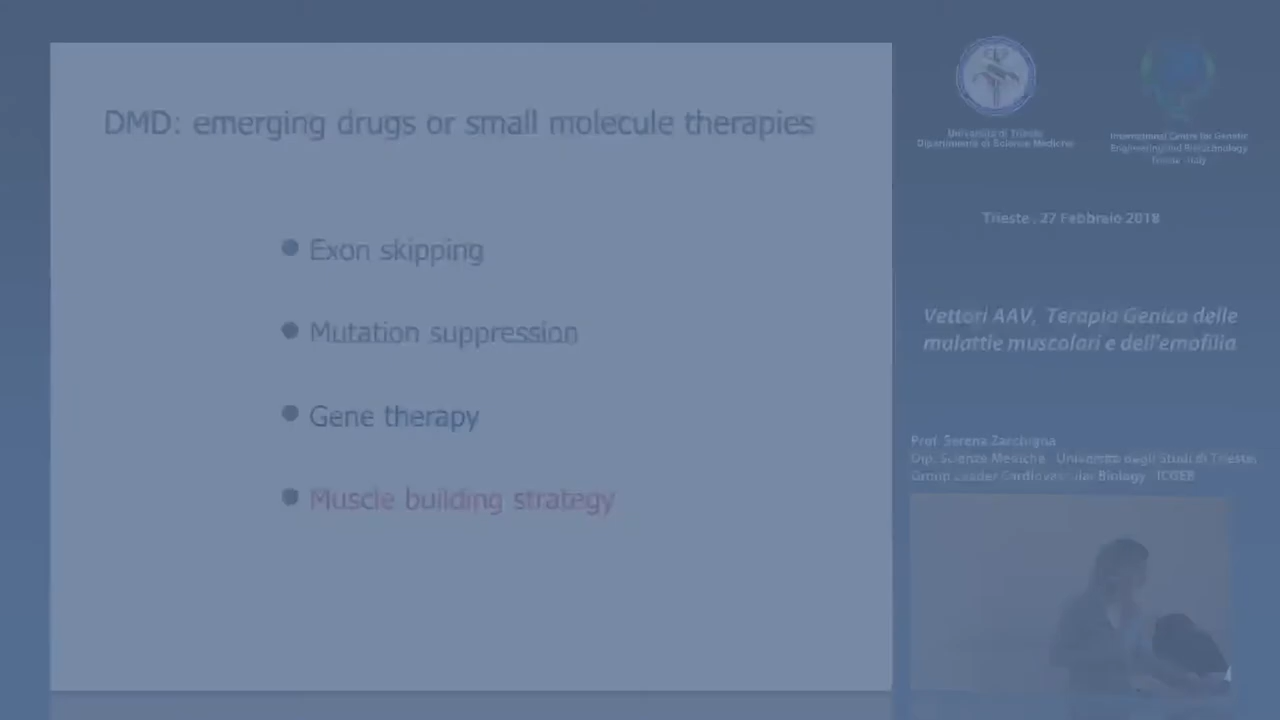 DMD: emerging drugs or small molecule therapies
Exon skipping
Mutation suppression
Gene therapy
Muscle building strategy
Università di Trieste
Dipartimento di Scienze Mediche
International Centre for Genetic
Engineering and Biotechnology
Trieste - Italy
Trieste , 27 Febbraio 2018
Vettori AAV, Terapia Genica delle
malattie muscolari e dell'emofilia
Prof. Serena Zacchigna
Dip. Scienze Mediche - Università degli Studi di Trieste;
Group Leader Cardiovascular Biology - ICGEB